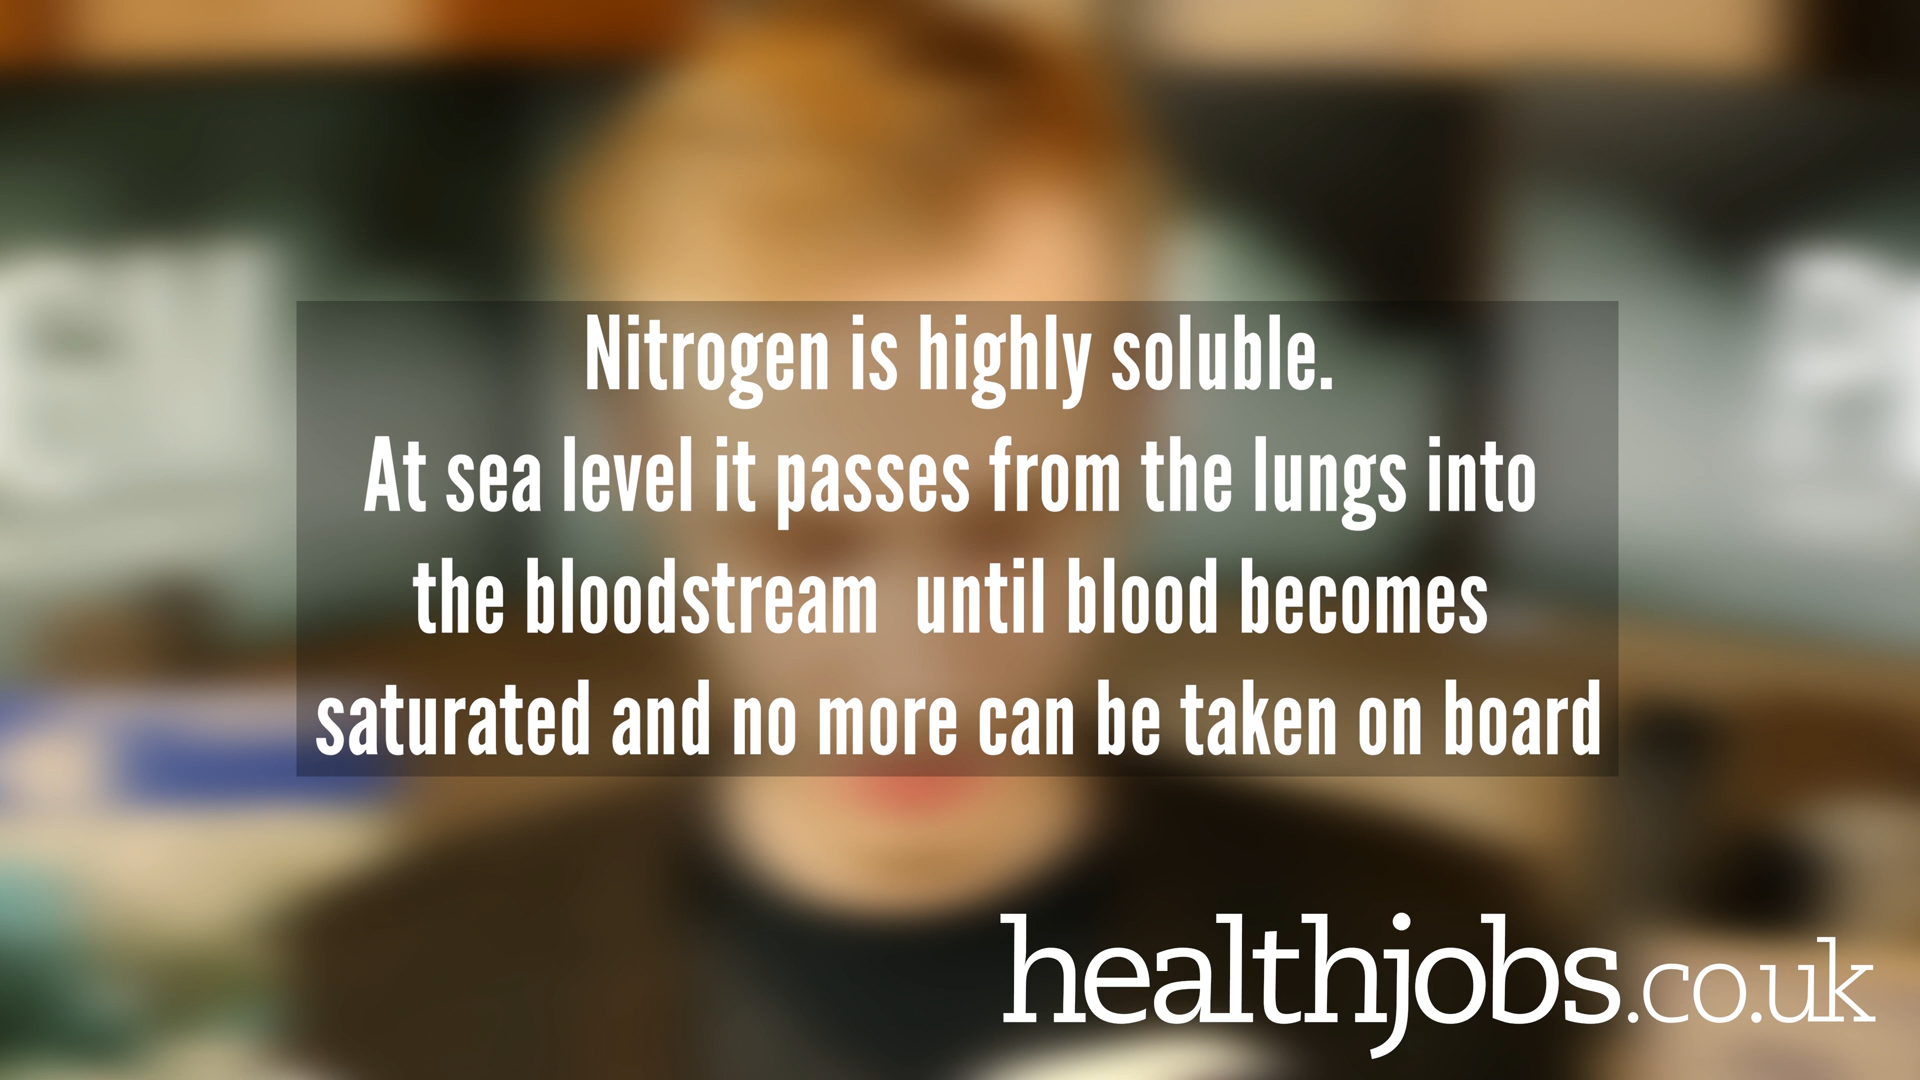 Nitrogen is highly soluble.
At sea level it passes from the lungs into
the bloodstream  until blood becomes
saturated and no more can be taken on board
healthjobs.co.uk